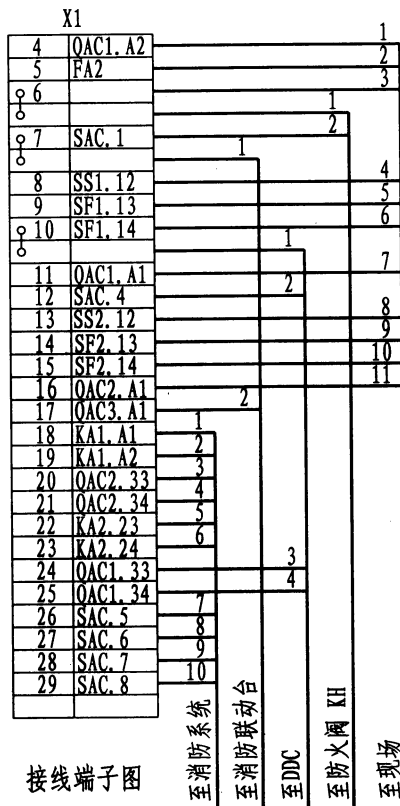 X1
4 QAC1.A2 1
5 FA2 2
6 3
1
7 SAC.1 2
1
8 SS1.12 4
9 SF1.13 5
10 SF1.14 6
1
11 QAC1.A1 7
12 SAC.4 2
13 SS2.12 8
14 SF2.13 9
15 SF2.14 10
16 QAC2.A1 11
17 QAC3.A1 2
18 KA1.A1 1
19 KA1.A2 2
20 QAC2.33 3
21 QAC2.34 4
22 KA2.23 5
23 KA2.24 6
24 QAC1.33 3
25 QAC1.34 4
26 SAC.5 7
27 SAC.6 8
28 SAC.7 9
29 SAC.8 10
接线端子图
至消防系统
至消防联动台
至DDC
至防火阀 KH
至现场